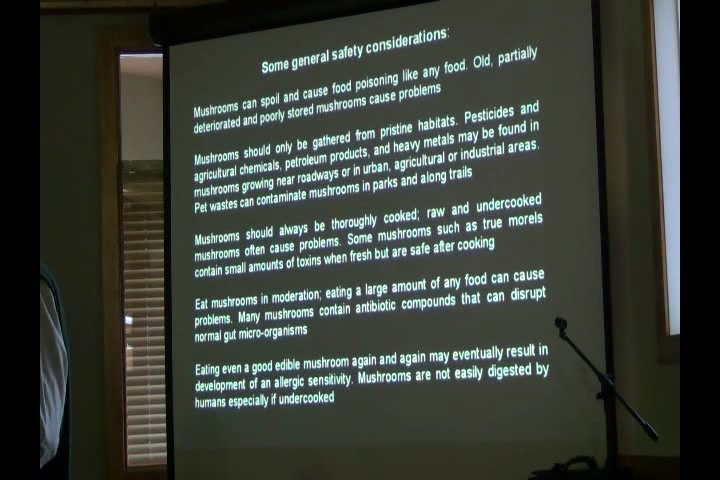 Some general safety considerations:
Mushrooms can spoil and cause food poisoning like any food. Old, partially
deteriorated and poorly stored mushrooms cause problems
Mushrooms should only be gathered from pristine habitats. Pesticides and
agricultural chemicals, petroleum products, and heavy metals may be found in
mushrooms growing near roadways or in urban, agricultural or industrial areas.
Pet wastes can contaminate mushrooms in parks and along trails
Mushrooms should always be thoroughly cooked; raw and undercooked
mushrooms often cause problems. Some mushrooms such as true morels
contain small amounts of toxins when fresh but are safe after cooking
Eat mushrooms in moderation; eating a large amount of any food can cause
problems. Many mushrooms contain antibiotic compounds that can disrupt
normal gut micro-organisms
Eating even a good edible mushroom again and again may eventually result in
development of an allergic sensitivity. Mushrooms are not easily digested by
humans especially if undercooked